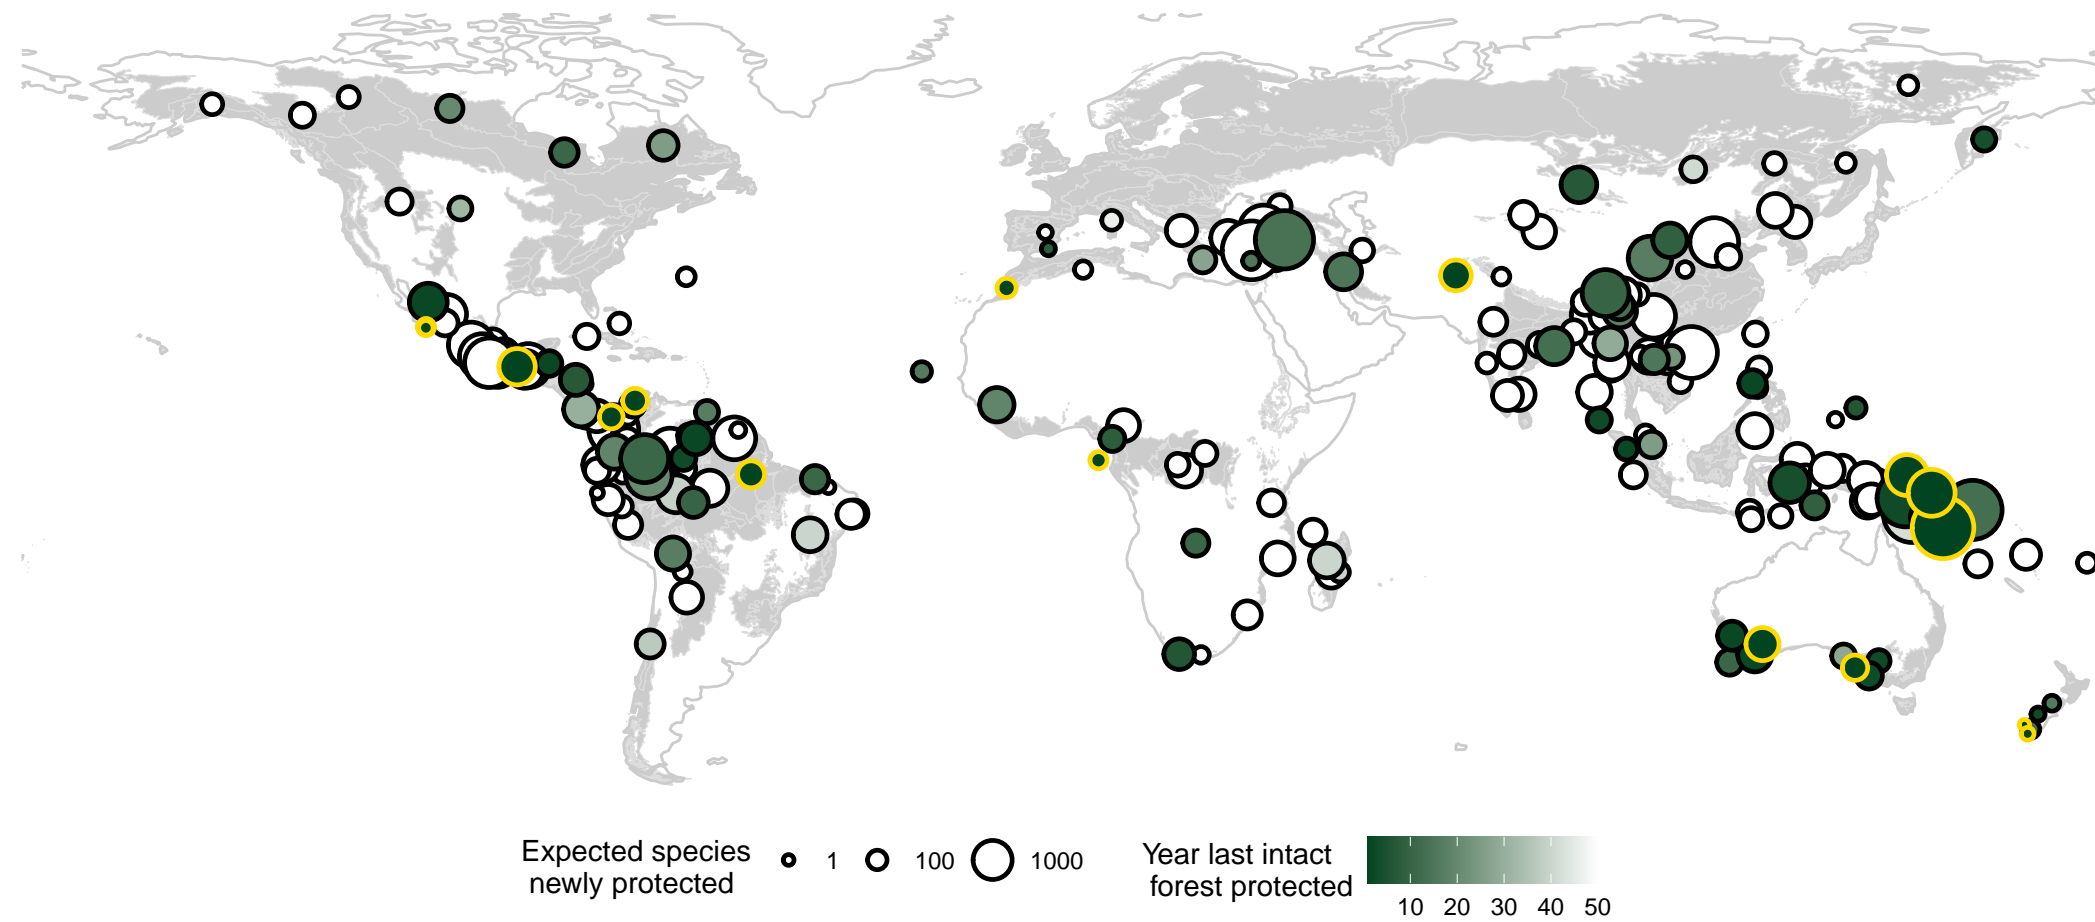 Expected species
newly protected
1
100
1000
Year last intact
forest protected
10 20 30 40 50